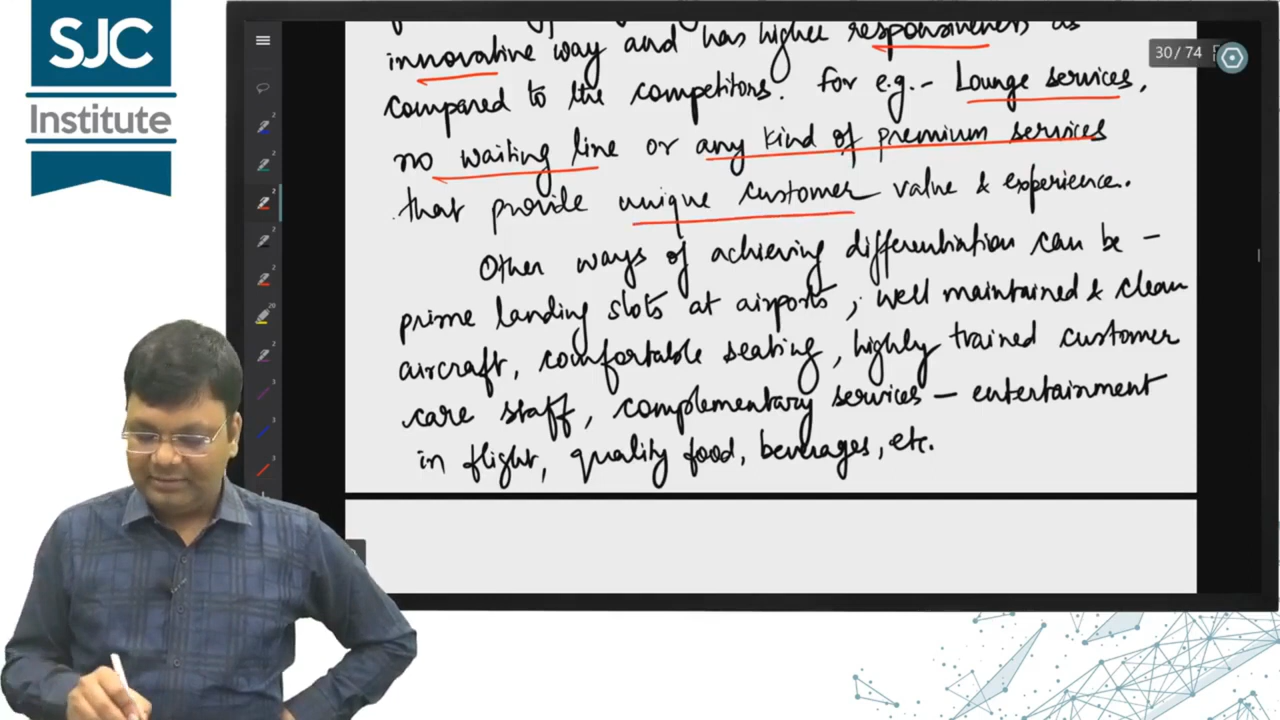 SJC
Institute
30 / 74
innovative way and has higher responsiveness as
compared to the competitors. For e.g.- Lounge services,
no waiting line or any kind of premium services
that provide unique customer value & experience.
Other ways of achieving differentiation can be -
prime landing slots at airports, well maintained & clean
aircraft, comfortable seating, highly trained customer
care staff, complementary services - entertainment
in flight, quality food, beverages, etc.